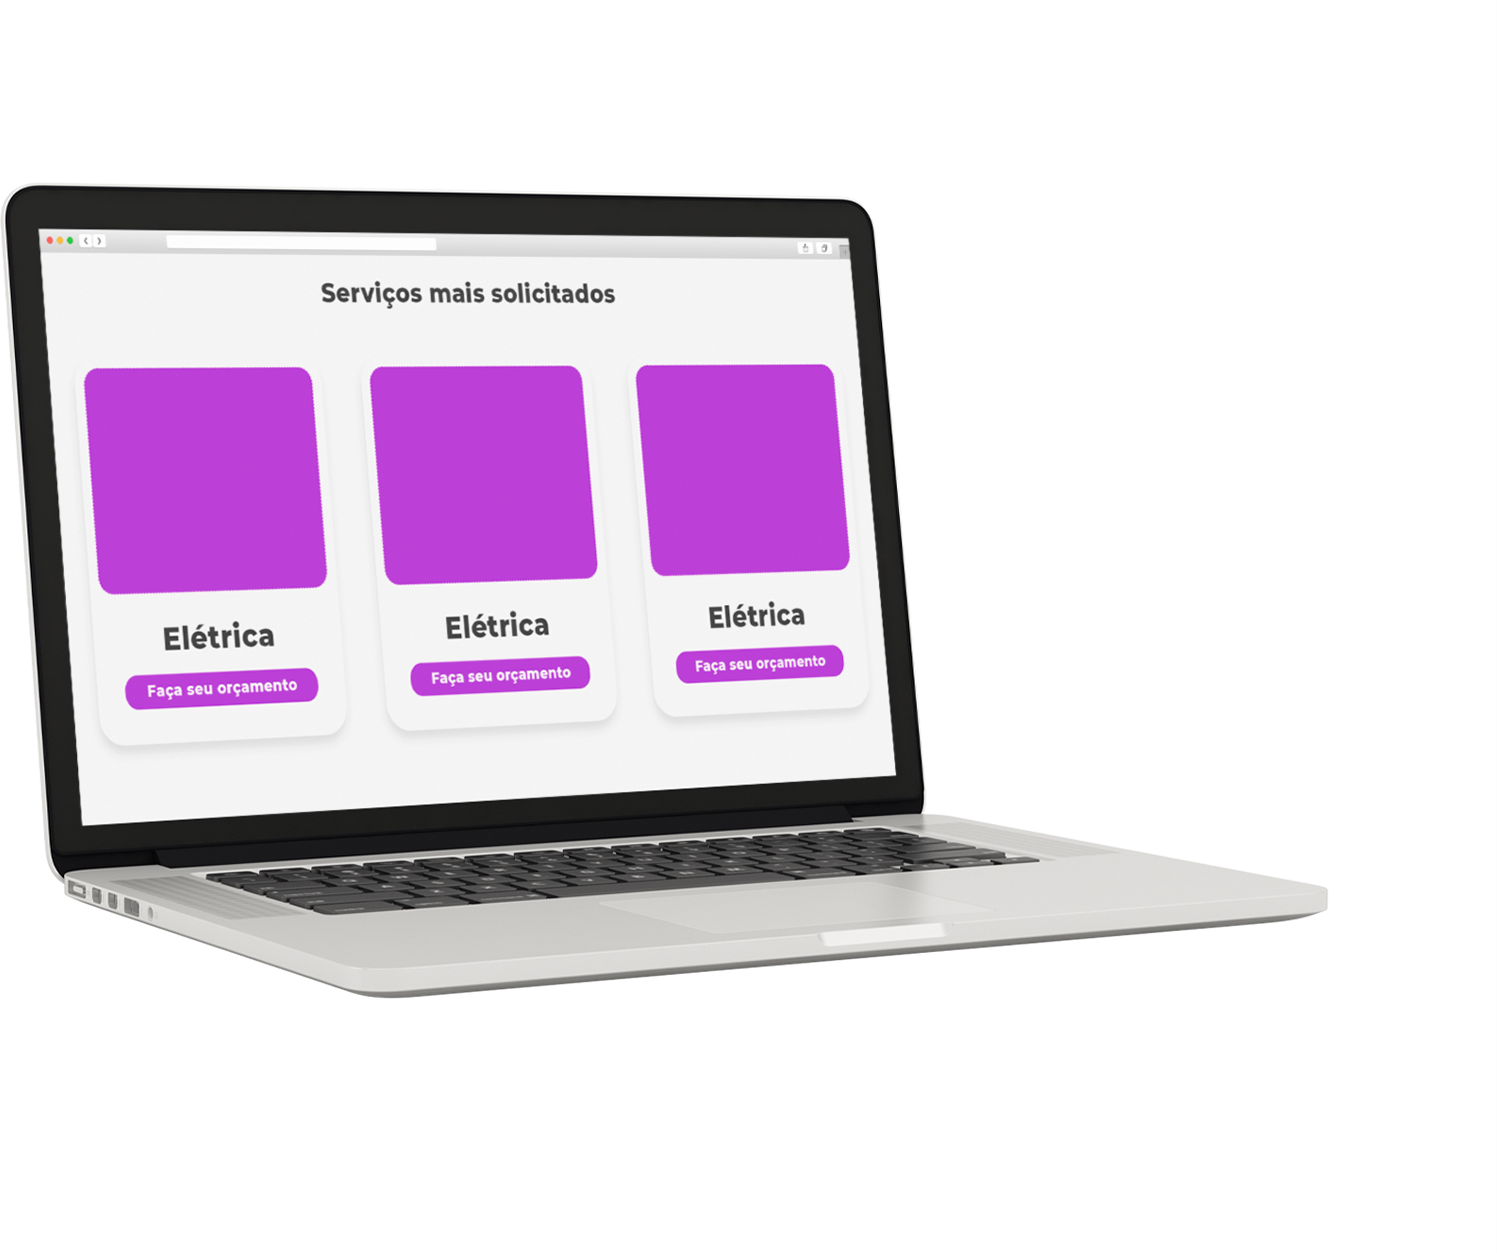 Serviços mais solicitados
Elétrica
Elétrica
Elétrica
Faça seu orçamento
Faça seu orçamento
Faça seu orçamento